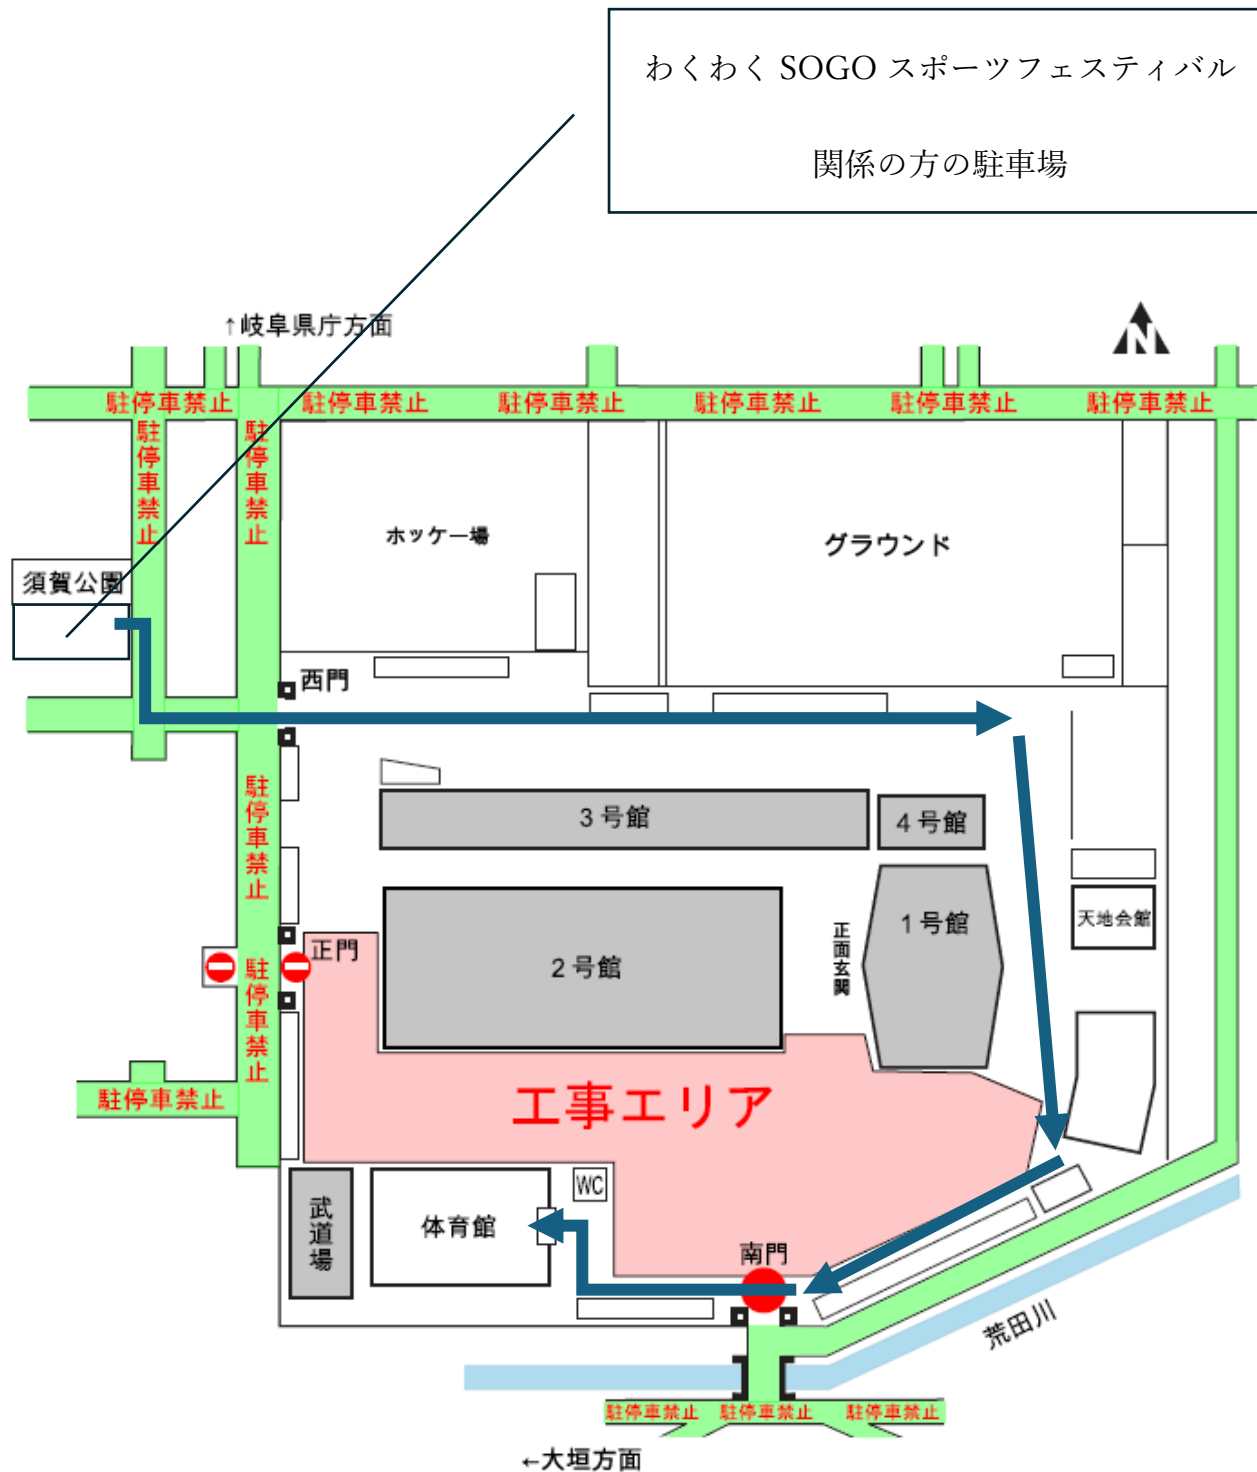 わくわく SOGO スポーツフェスティバル
関係の方の駐車場
↑岐阜県庁方面
N
駐停車禁止
駐停車禁止
駐停車禁止
駐停車禁止
駐停車禁止
駐停車禁止
駐停車禁止
駐停車禁止
ホッケー場
グラウンド
須賀公園
西門
駐停車禁止
3号館
4号館
1号館
天地会館
正面玄関
正門
2号館
駐停車禁止
駐停車禁止
工事エリア
武道場
体育館
WC
南門
荒田川
駐停車禁止
駐停車禁止
駐停車禁止
←大垣方面